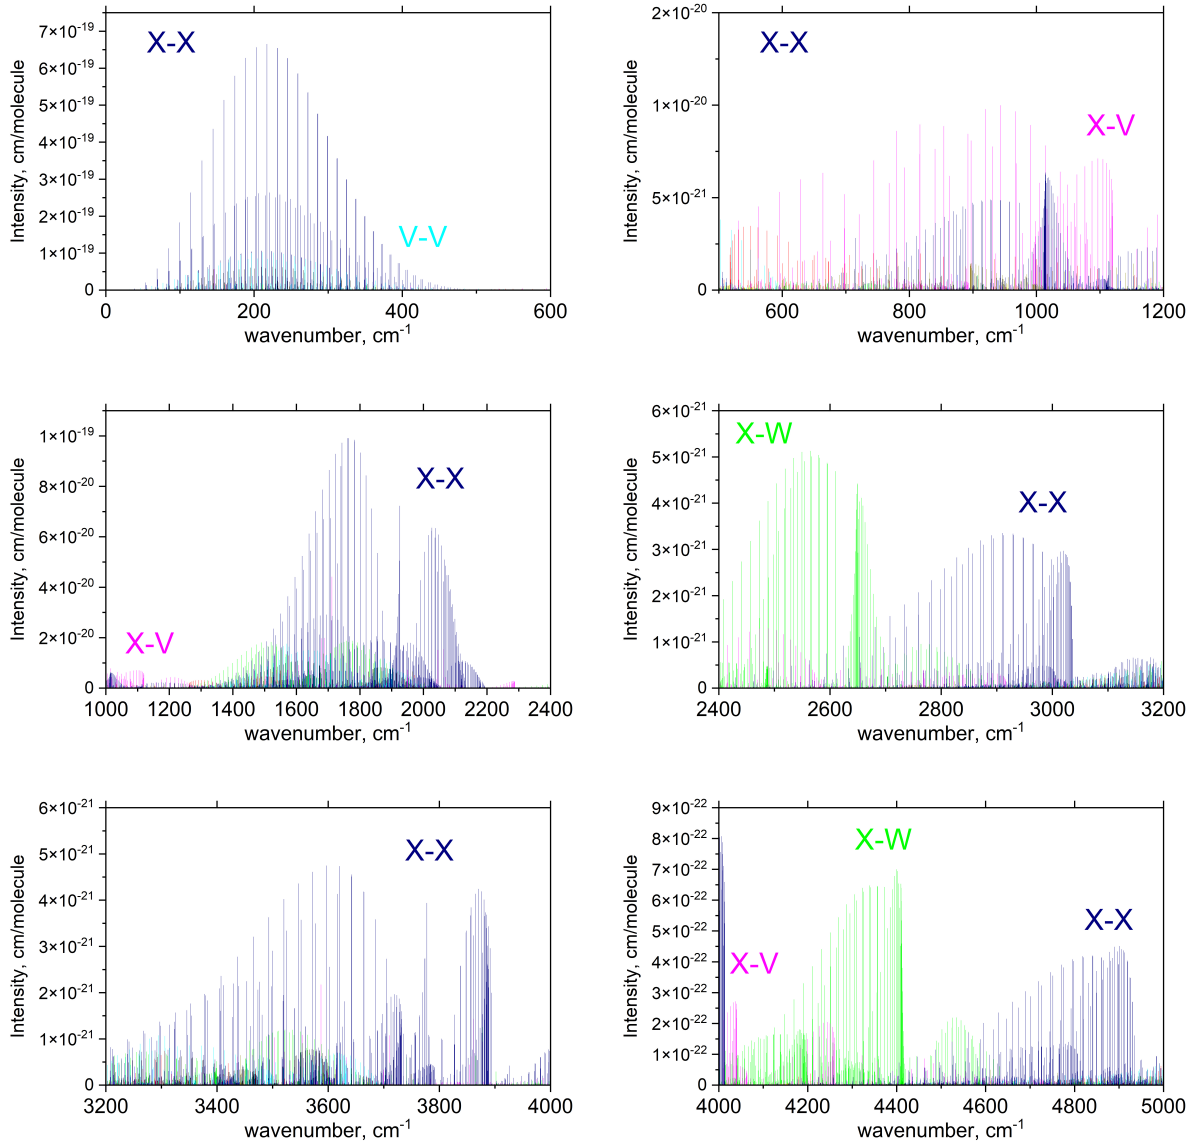 7×10⁻¹⁹
6×10⁻¹⁹
5×10⁻¹⁹
4×10⁻¹⁹
3×10⁻¹⁹
2×10⁻¹⁹
1×10⁻¹⁹
0
Intensity, cm/molecule
X-X
V-V
0 200 400 600
wavenumber, cm⁻¹
2×10⁻²⁰
1×10⁻²⁰
5×10⁻²¹
0
Intensity, cm/molecule
X-X
X-V
600 800 1000 1200
wavenumber, cm⁻¹
1×10⁻¹⁹
8×10⁻²⁰
6×10⁻²⁰
4×10⁻²⁰
2×10⁻²⁰
0
Intensity, cm/molecule
X-X
X-V
1000 1200 1400 1600 1800 2000 2200 2400
wavenumber, cm⁻¹
6×10⁻²¹
5×10⁻²¹
4×10⁻²¹
3×10⁻²¹
2×10⁻²¹
1×10⁻²¹
0
Intensity, cm/molecule
X-W
X-X
2400 2600 2800 3000 3200
wavenumber, cm⁻¹
6×10⁻²¹
5×10⁻²¹
4×10⁻²¹
3×10⁻²¹
2×10⁻²¹
1×10⁻²¹
0
Intensity, cm/molecule
X-X
3200 3400 3600 3800 4000
wavenumber, cm⁻¹
9×10⁻²²
8×10⁻²²
7×10⁻²²
6×10⁻²²
5×10⁻²²
4×10⁻²²
3×10⁻²²
2×10⁻²²
1×10⁻²²
0
Intensity, cm/molecule
X-W
X-X
X-V
4000 4200 4400 4600 4800 5000
wavenumber, cm⁻¹